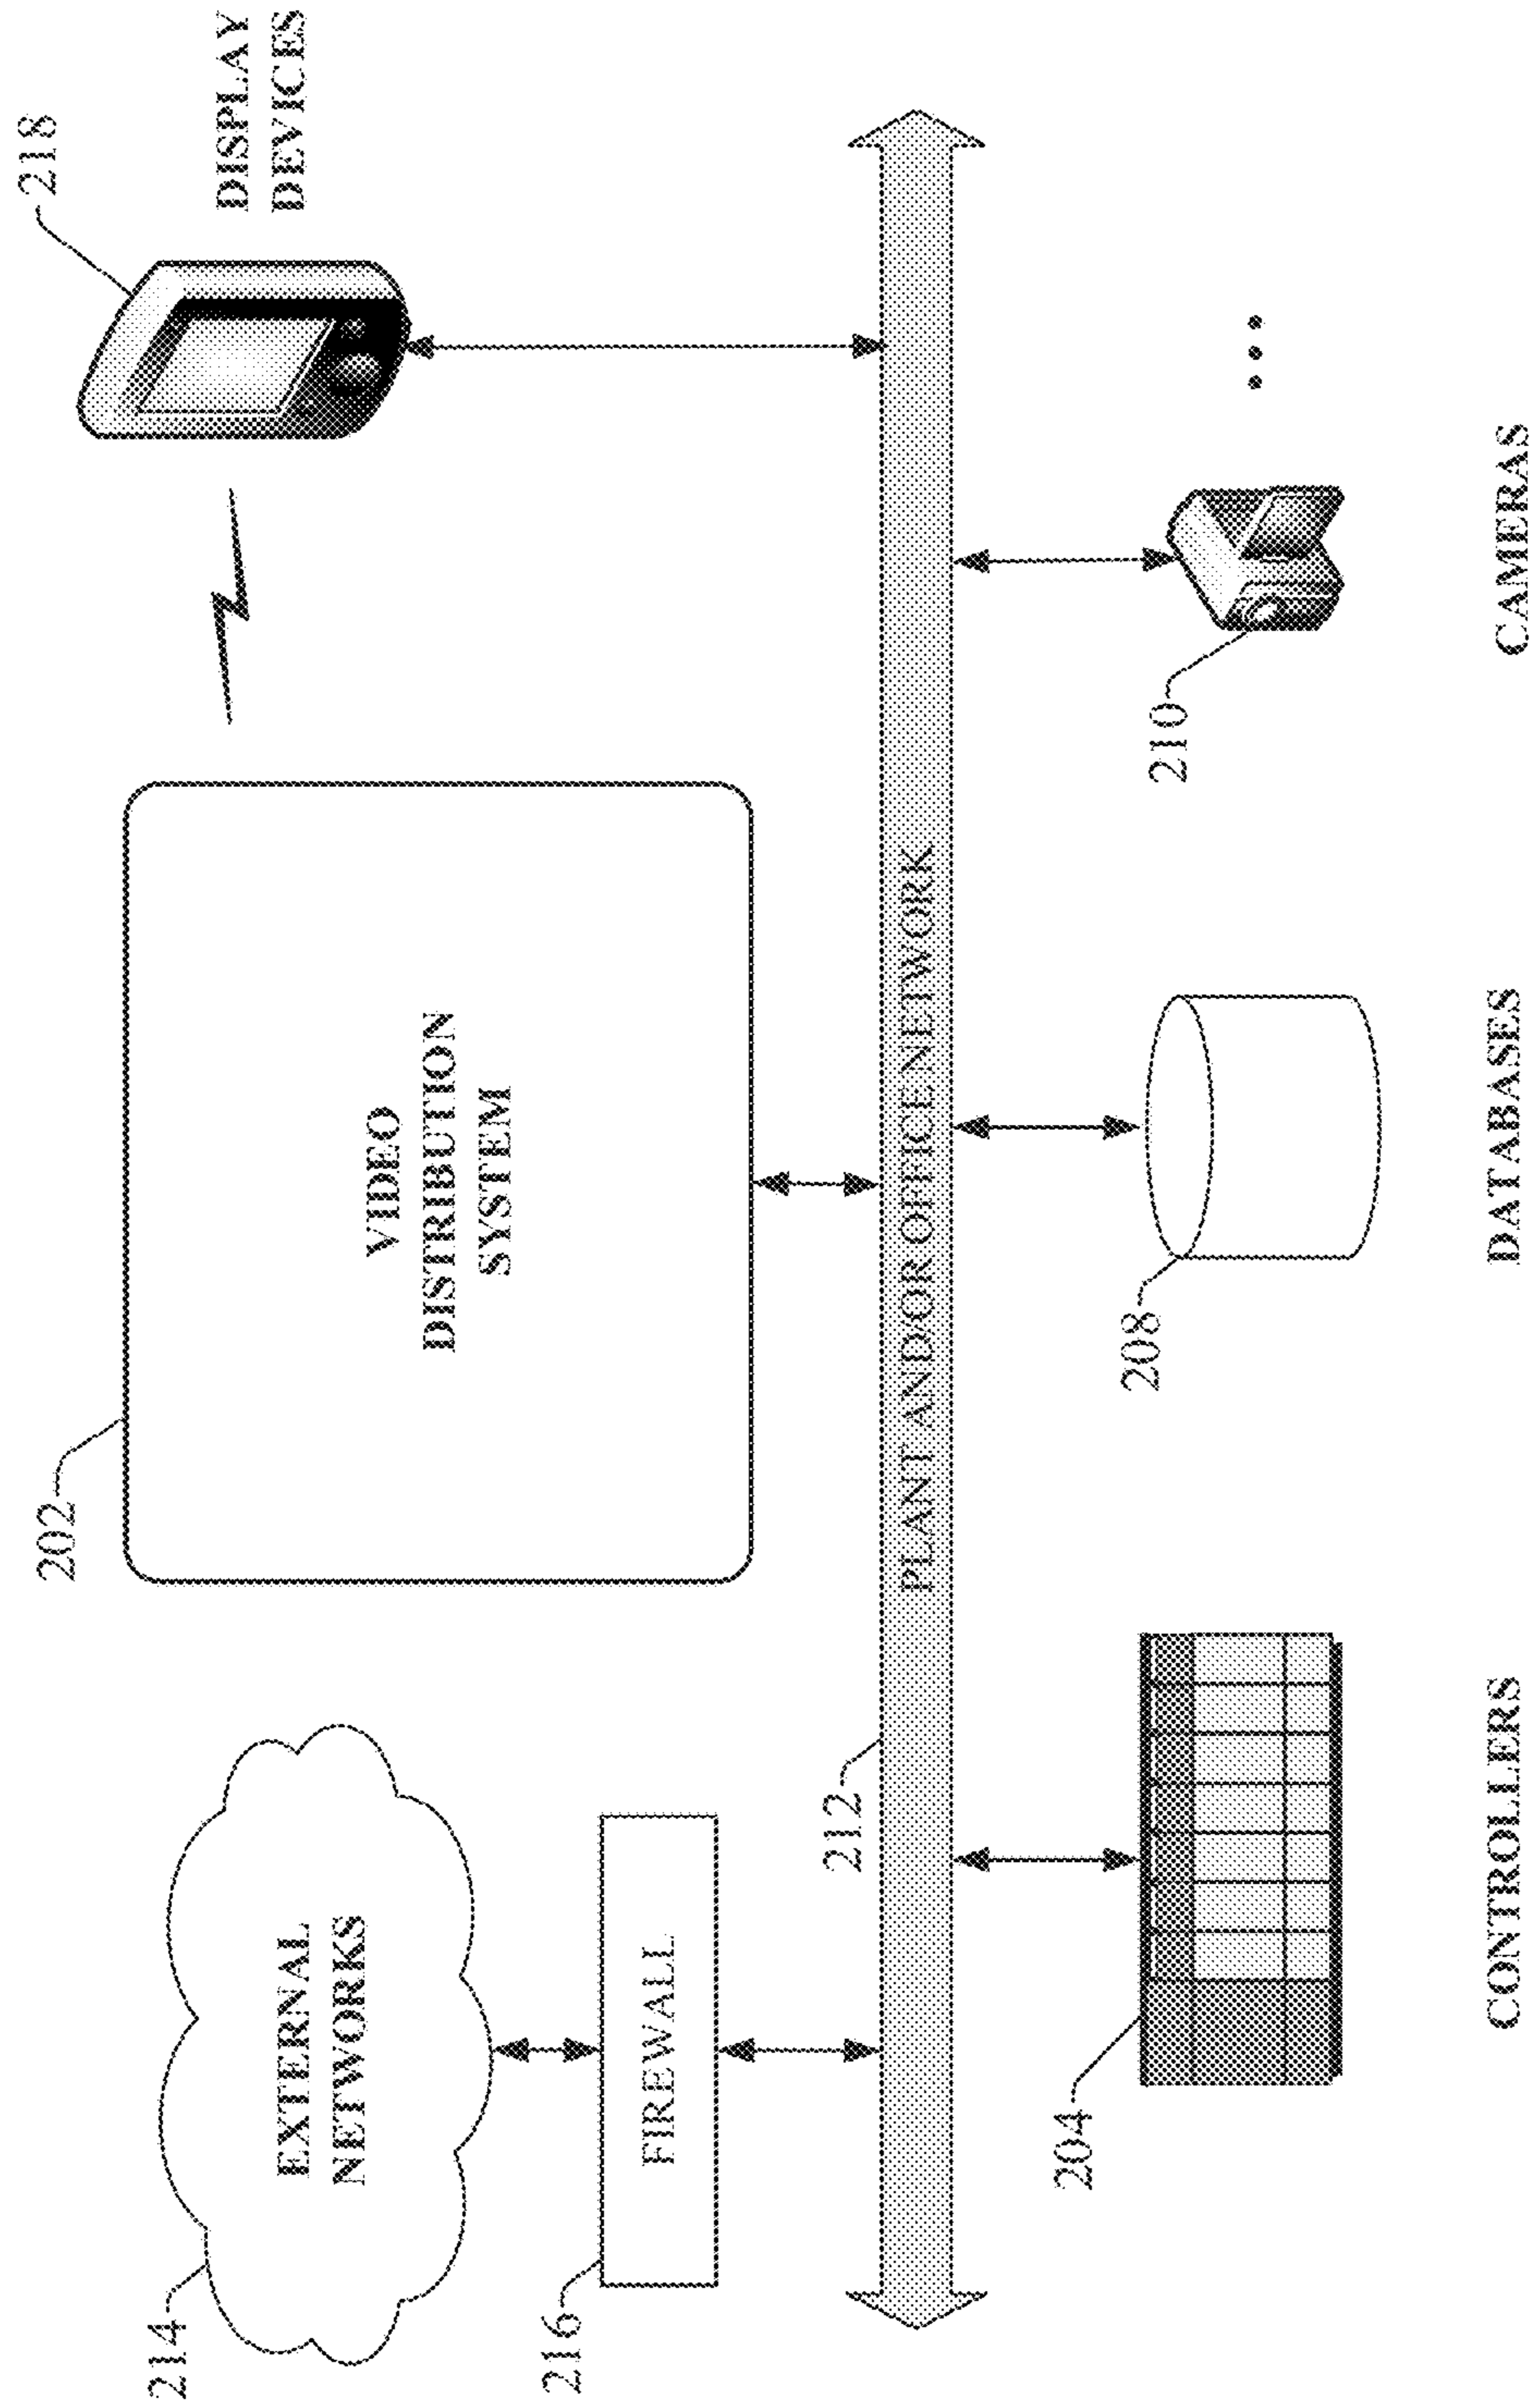 214
EXTERNAL
NETWORKS
216
FIREWALL
202
VIDEO
DISTRIBUTION
SYSTEM
218
DISPLAY
DEVICES
212
PLANT AND/OR OFFICE NETWORK
204
CONTROLLERS
208
DATABASES
210
CAMERAS